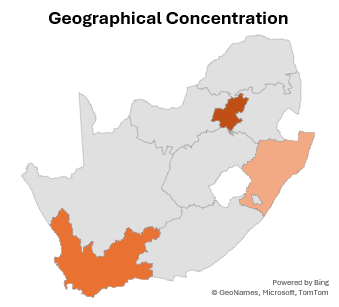 Geographical Concentration
Powered by Bing
© GeoNames, Microsoft, TomTom